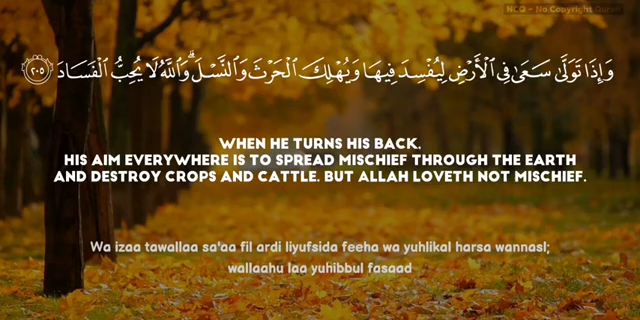 NCQ - No Copyright Quran
وَإِذَا تَوَلَّىٰ سَعَىٰ فِي الْأَرْضِ لِيُفْسِدَ فِيهَا وَيُهْلِكَ الْحَرْثَ وَالنَّسْلَ ۗ وَاللَّهُ لَا يُحِبُّ الْفَسَادَ ٢٠٥
WHEN HE TURNS HIS BACK,
HIS AIM EVERYWHERE IS TO SPREAD MISCHIEF THROUGH THE EARTH
AND DESTROY CROPS AND CATTLE. BUT ALLAH LOVETH NOT MISCHIEF.
Wa izaa tawallaa sa'aa fil ardi liyufsida feeha wa yuhlikal harsa wannasl;
wallaahu laa yuhibbul fasaad